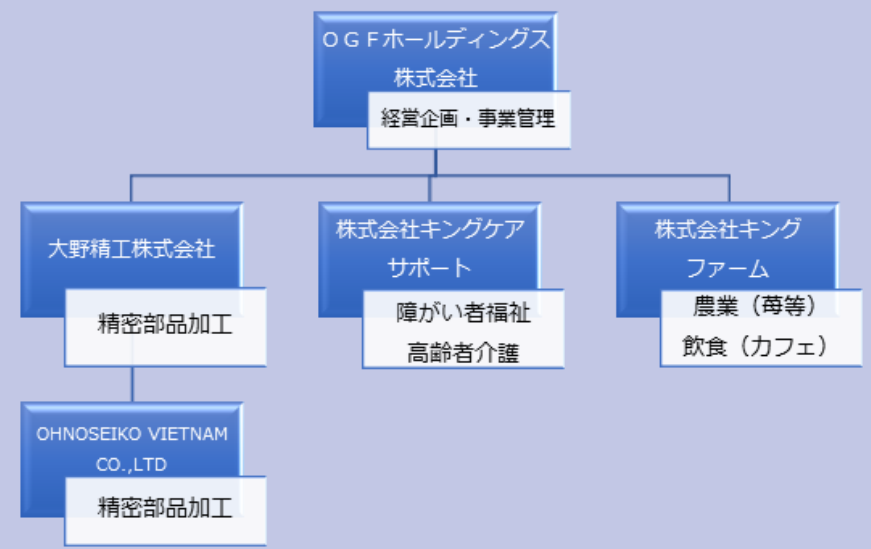 ＯＧＦホールディングス
株式会社
経営企画・事業管理
大野精工株式会社
精密部品加工
株式会社キングケア
サポート
障がい者福祉
高齢者介護
株式会社キング
ファーム
農業（苺等）
飲食（カフェ）
OHNOSEIKO VIETNAM
CO.,LTD
精密部品加工